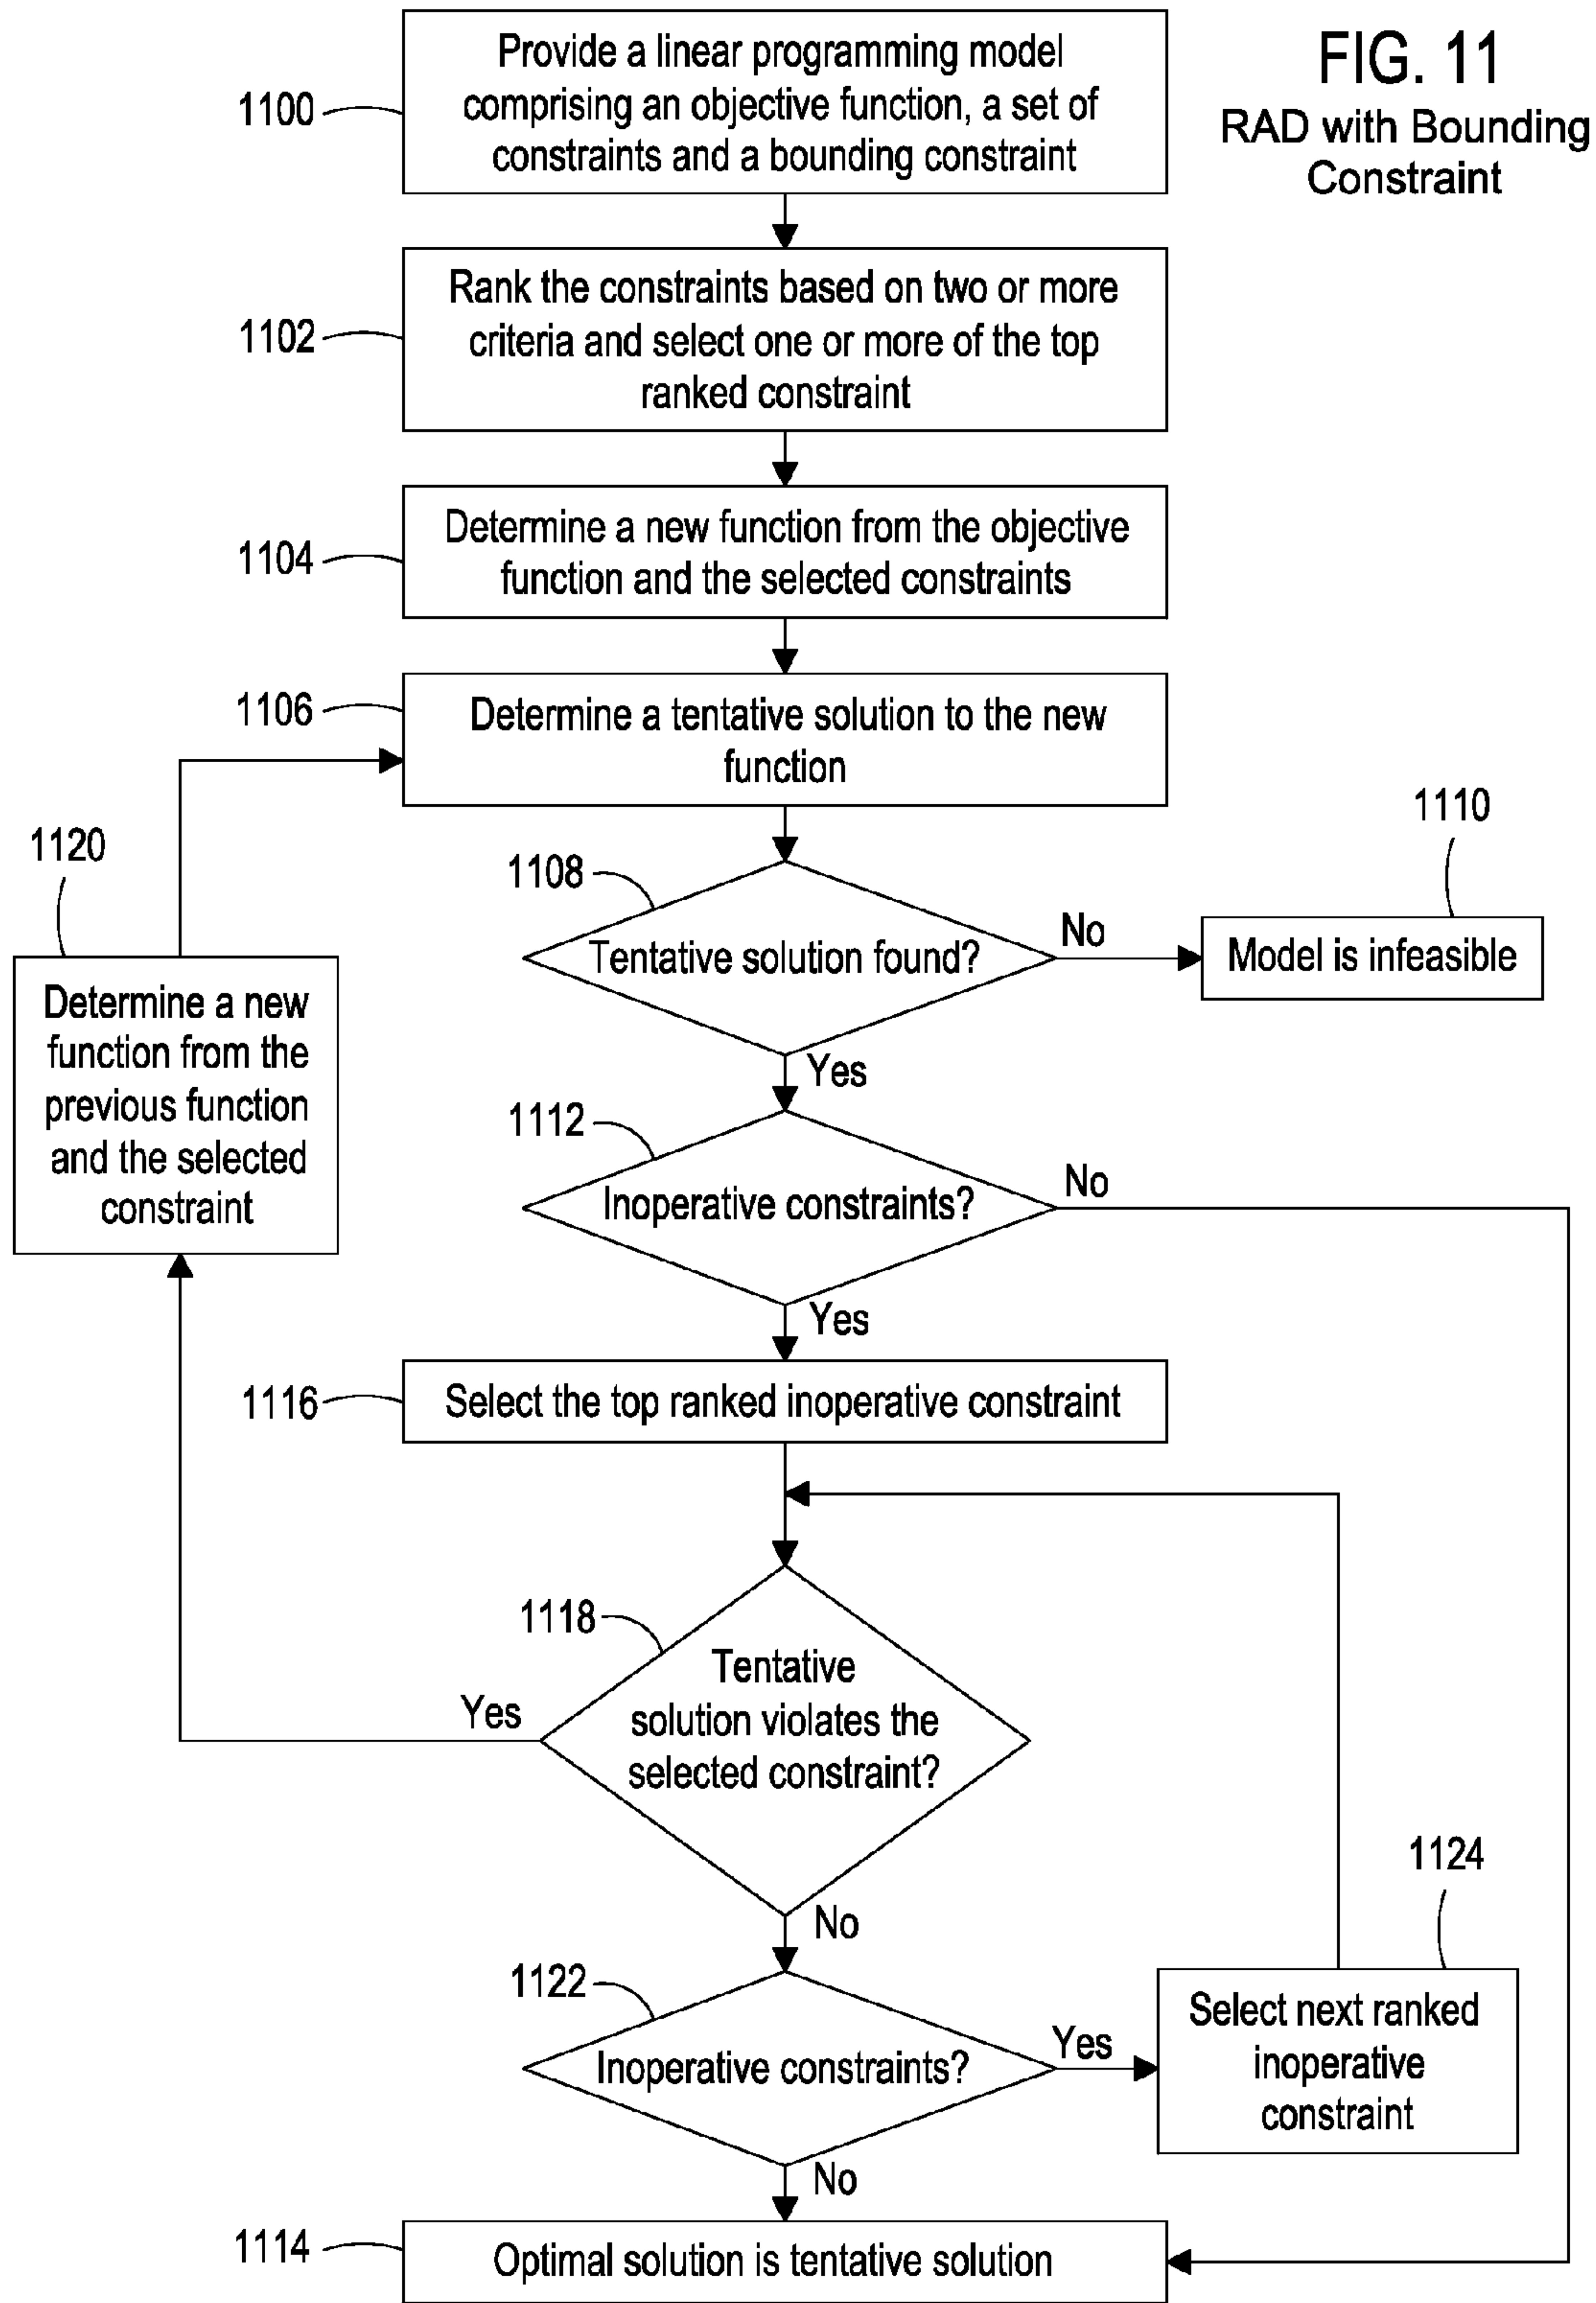 FIG. 11
RAD with Bounding
Constraint
1100
Provide a linear programming model
comprising an objective function, a set of
constraints and a bounding constraint
1102
Rank the constraints based on two or more
criteria and select one or more of the top
ranked constraint
1104
Determine a new function from the objective
function and the selected constraints
1106
Determine a tentative solution to the new
function
1108
Tentative solution found?
No
1110
Model is infeasible
Yes
1120
Determine a new
function from the
previous function
and the selected
constraint
1112
Inoperative constraints?
No
Yes
1116
Select the top ranked inoperative constraint
1118
Tentative
solution violates the
selected constraint?
Yes
No
1122
Inoperative constraints?
Yes
1124
Select next ranked
inoperative
constraint
No
1114
Optimal solution is tentative solution